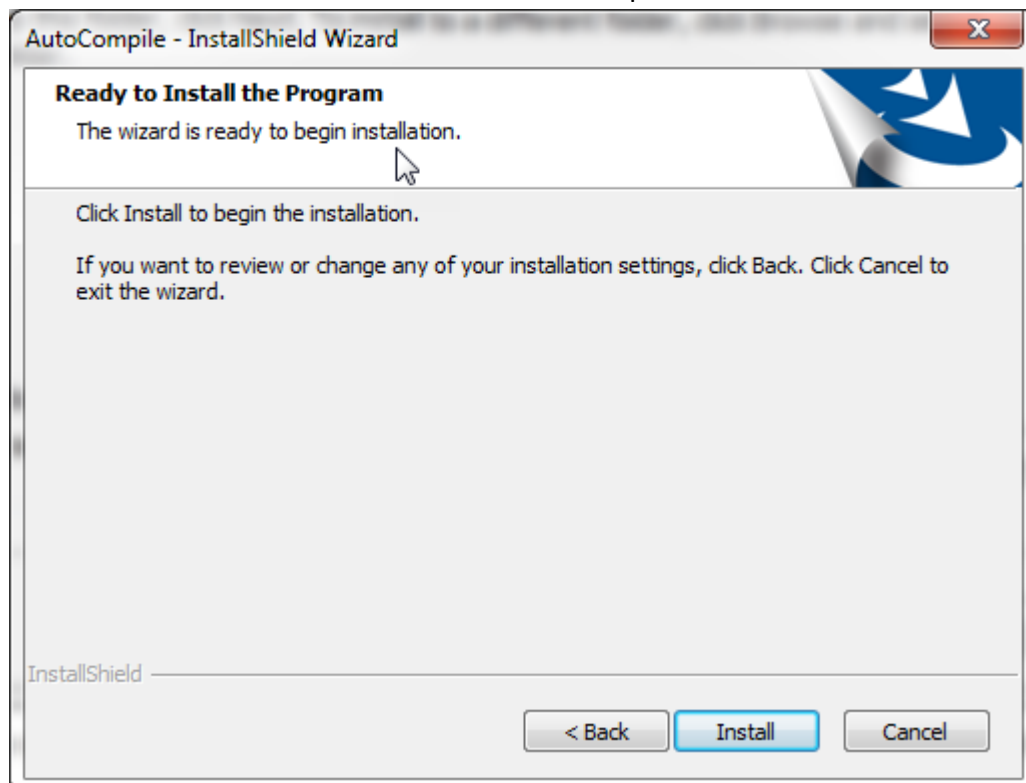 AutoCompile - InstallShield Wizard
Ready to Install the Program
The wizard is ready to begin installation.
Click Install to begin the installation.
If you want to review or change any of your installation settings, click Back. Click Cancel to
exit the wizard.
InstallShield
< Back Install Cancel